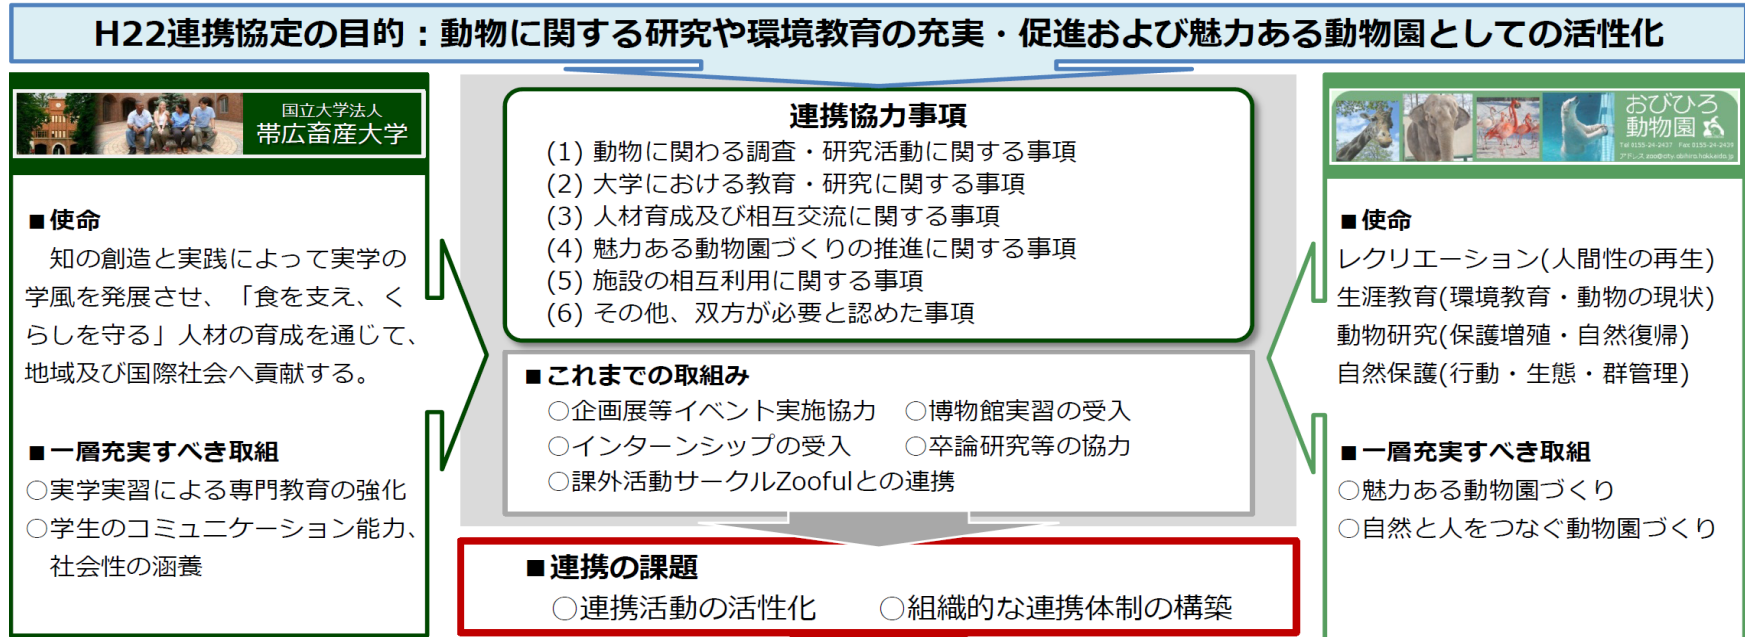 H22連携協定の目的：動物に関する研究や環境教育の充実・促進および魅力ある動物園としての活性化
国立大学法人
帯広畜産大学
■使命
知の創造と実践によって実学の
学風を発展させ、「食を支え、く
らしを守る」人材の育成を通じて、
地域及び国際社会へ貢献する。
■一層充実すべき取組
○実学実習による専門教育の強化
○学生のコミュニケーション能力、
社会性の涵養
連携協力事項
(1) 動物に関わる調査・研究活動に関する事項
(2) 大学における教育・研究に関する事項
(3) 人材育成及び相互交流に関する事項
(4) 魅力ある動物園づくりの推進に関する事項
(5) 施設の相互利用に関する事項
(6) その他、双方が必要と認めた事項
■これまでの取組み
○企画展等イベント実施協力 ○博物館実習の受入
○インターンシップの受入 ○卒論研究等の協力
○課外活動サークルZoofulとの連携
■連携の課題
○連携活動の活性化 ○組織的な連携体制の構築
おびひろ
動物園
Tel 0155-24-2437 Fax 0155-24-2439
アドレス zoo@city.obihiro.hokkaido.jp
■使命
レクリエーション(人間性の再生)
生涯教育(環境教育・動物の現状)
動物研究(保護増殖・自然復帰)
自然保護(行動・生態・群管理)
■一層充実すべき取組
○魅力ある動物園づくり
○自然と人をつなぐ動物園づくり